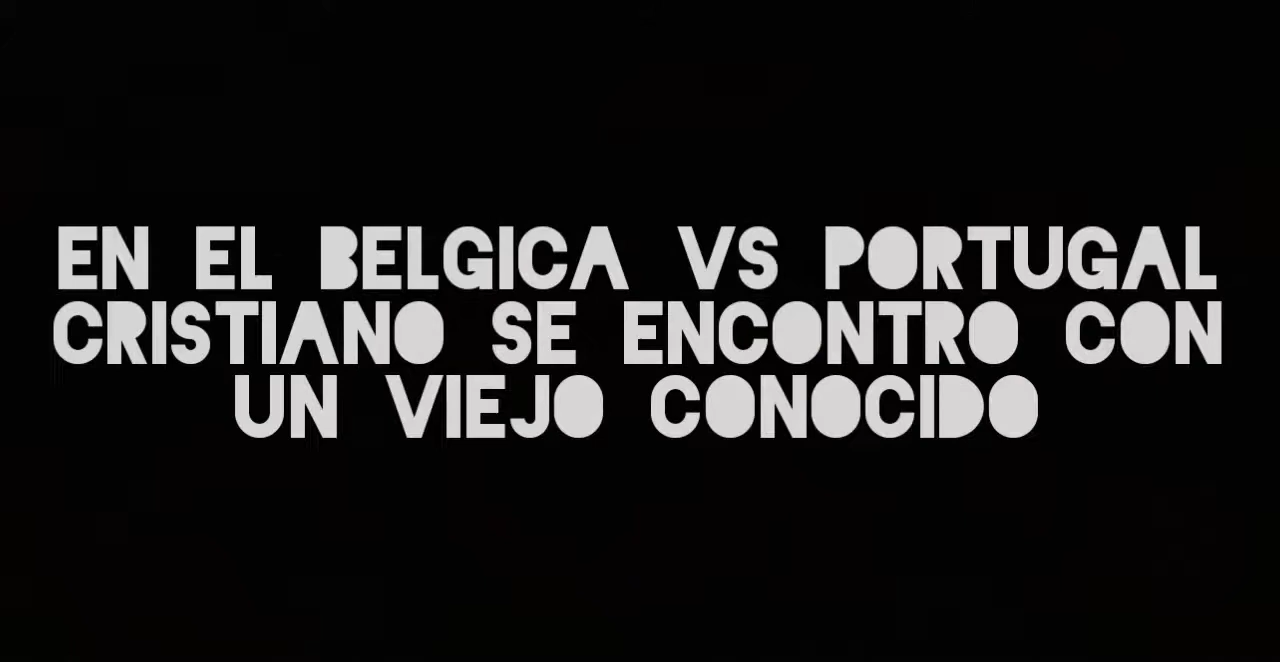 EN EL BELGICA VS PORTUGAL
CRISTIANO SE ENCONTRO CON
UN VIEJO CONOCIDO